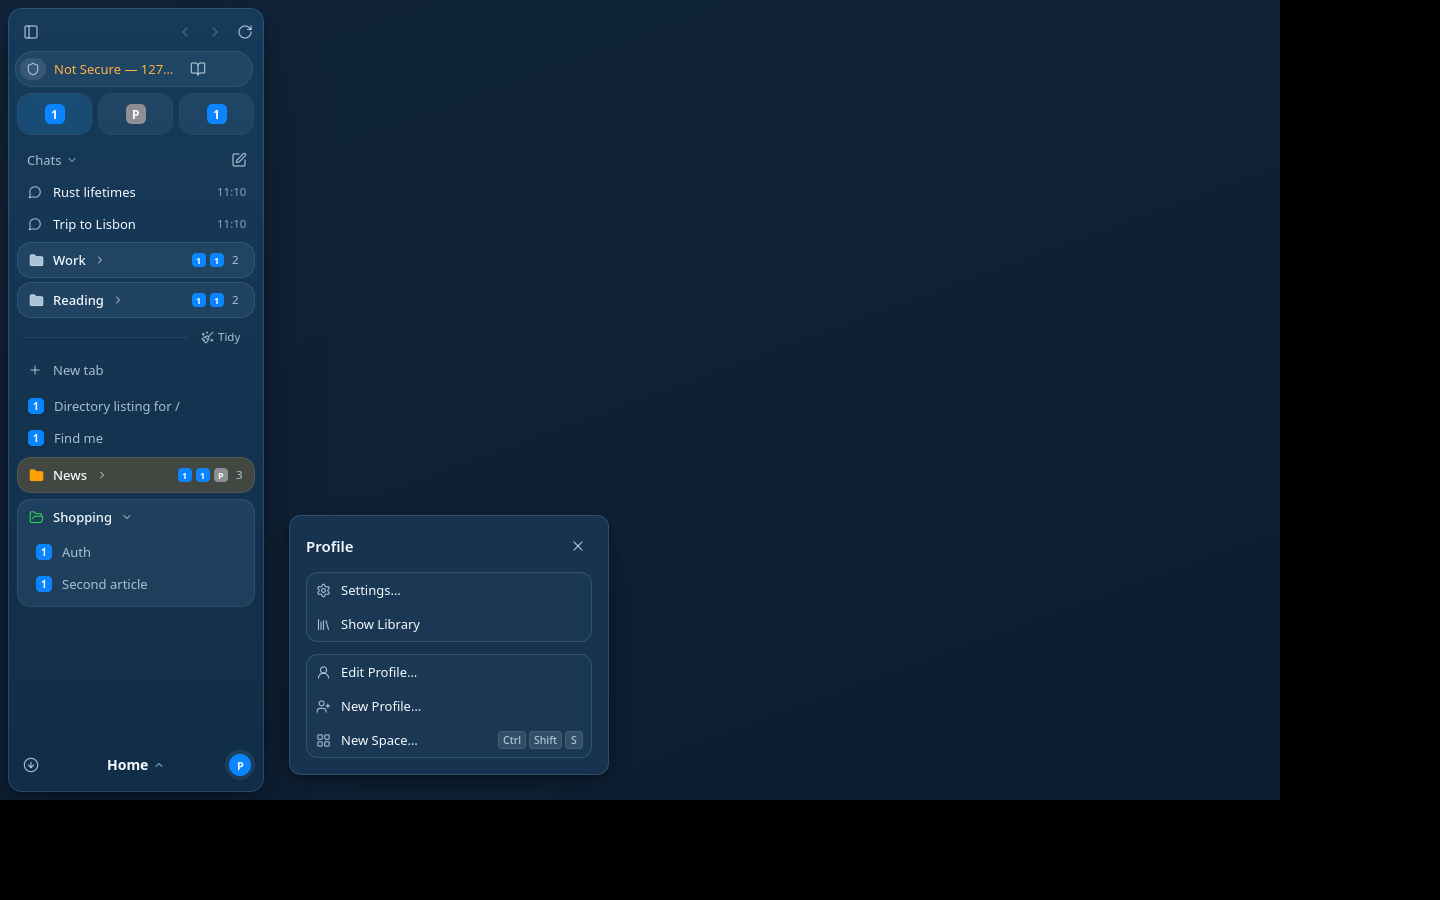 Not Secure — 127...
1
P
1
Chats
Rust lifetimes 11:10
Trip to Lisbon 11:10
Work 1 1 2
Reading 1 1 2
Tidy
New tab
1 Directory listing for /
1 Find me
News 1 1 P 3
Shopping
1 Auth
1 Second article
Home P
Profile
Settings...
Show Library
Edit Profile...
New Profile...
New Space... Ctrl Shift S